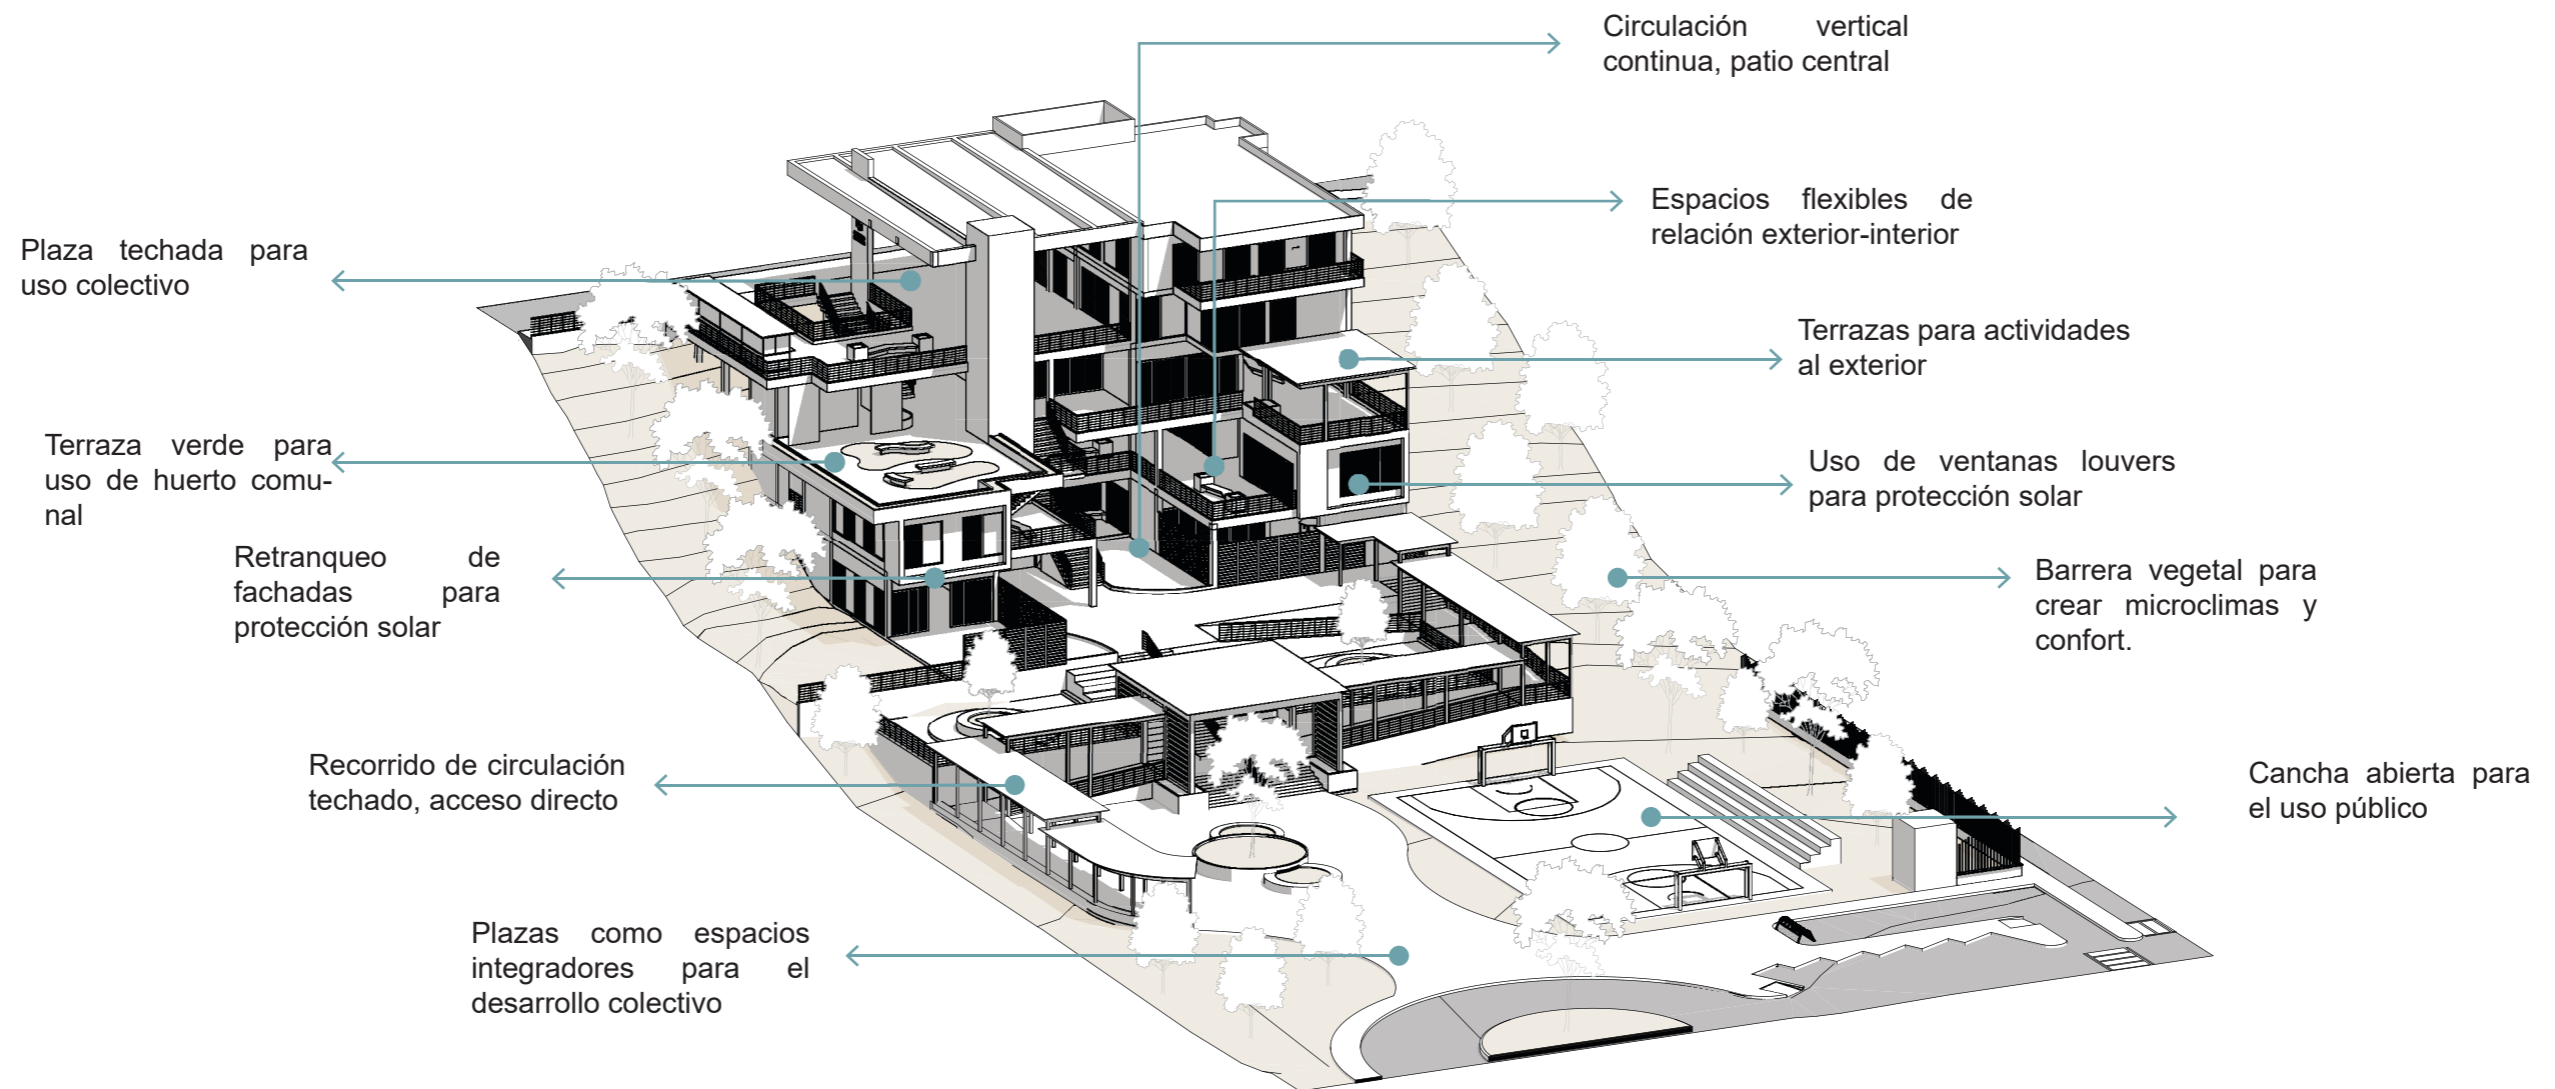 Circulación vertical
continua, patio central
Espacios flexibles de
relación exterior-interior
Plaza techada para
uso colectivo
Terrazas para actividades
al exterior
Terraza verde para
uso de huerto comu-
nal
Uso de ventanas louvers
para protección solar
Retranqueo de
fachadas para
protección solar
Barrera vegetal para
crear microclimas y
confort.
Recorrido de circulación
techado, acceso directo
Cancha abierta para
el uso público
Plazas como espacios
integradores para el
desarrollo colectivo